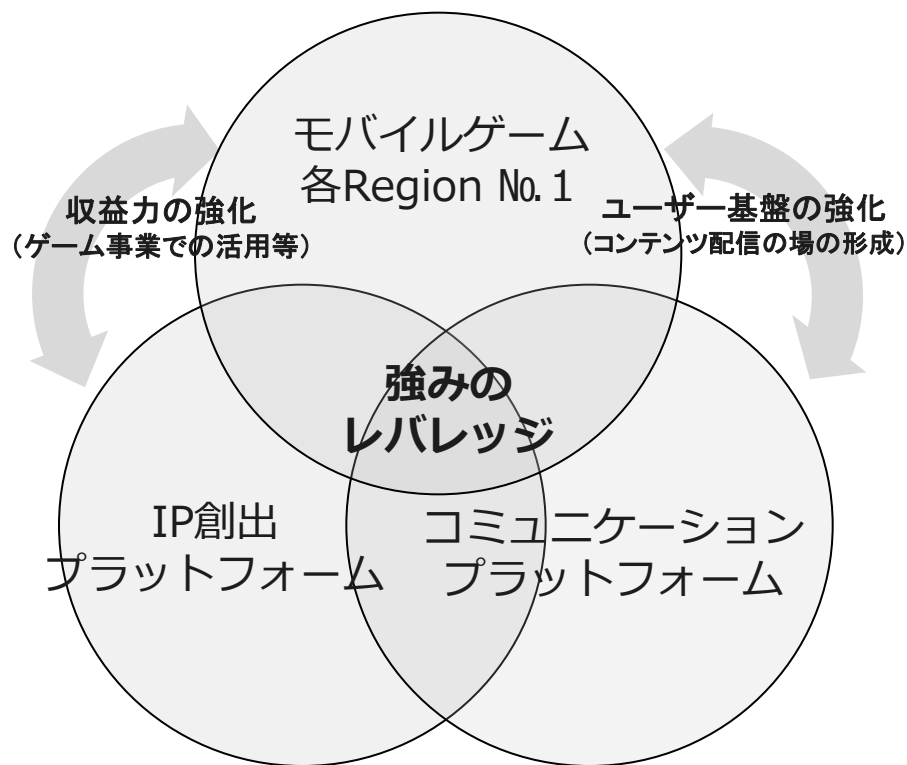 モバイルゲーム
各Region №1
収益力の強化
（ゲーム事業での活用等）
ユーザー基盤の強化
（コンテンツ配信の場の形成）
強みの
レバレッジ
IP創出
プラットフォーム
コミュニケーション
プラットフォーム